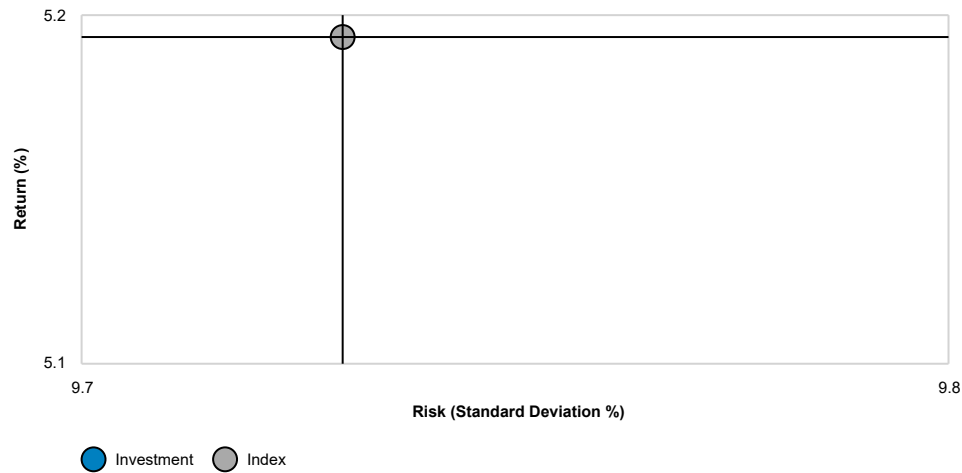 5.2
Return (%)
5.1
9.7 9.8
Risk (Standard Deviation %)
Investment Index